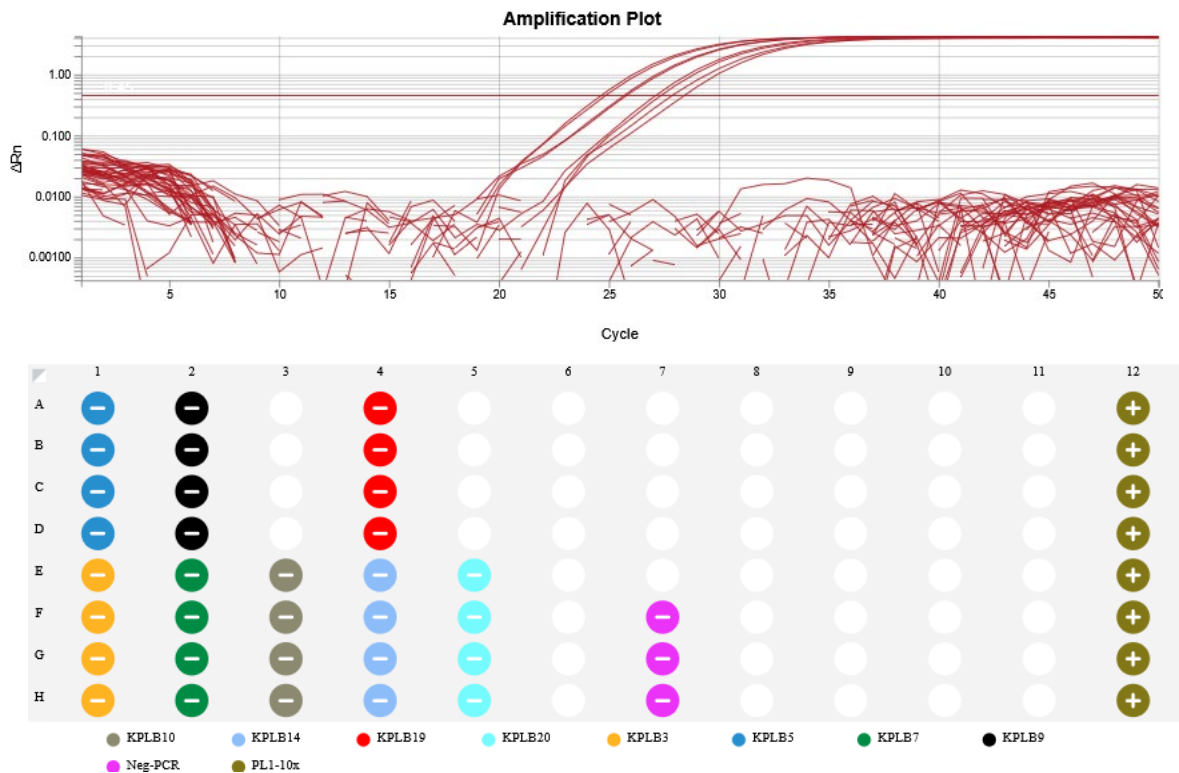 Amplification Plot
1.00
0.100
0.0100
0.00100
ΔRn
5 10 15 20 25 30 35 40 45 50
Cycle
1 2 3 4 5 6 7 8 9 10 11 12
A
B
C
D
E
F
G
H
KPLB10 KPLB14 KPLB19 KPLB20 KPLB3 KPLB5 KPLB7 KPLB9
Neg-PCR PL1-10x